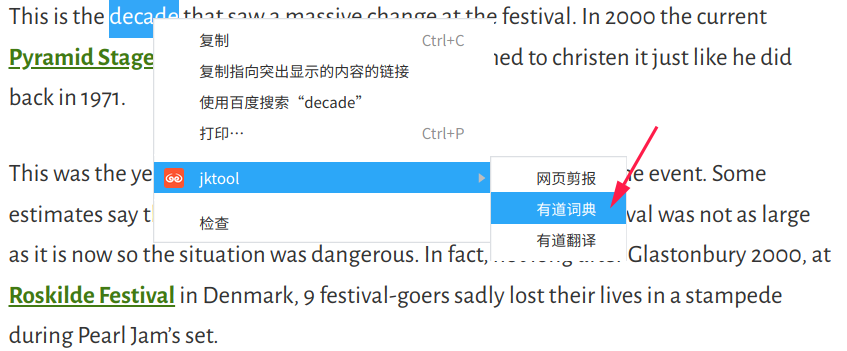 This is the decade that saw a massive change at the festival. In 2000 the current
Pyramid Stage
ned to christen it just like he did
back in 1971.
复制 Ctrl+C
复制指向突出显示的内容的链接
使用百度搜索“decade”
打印… Ctrl+P
jktool
检查
网页剪报
有道词典
有道翻译
This was the ye
e event. Some
estimates say t
val was not as large
as it is now so the situation was dangerous. In fact, not long after Glastonbury 2000, at
Roskilde Festival in Denmark, 9 festival-goers sadly lost their lives in a stampede
during Pearl Jam’s set.